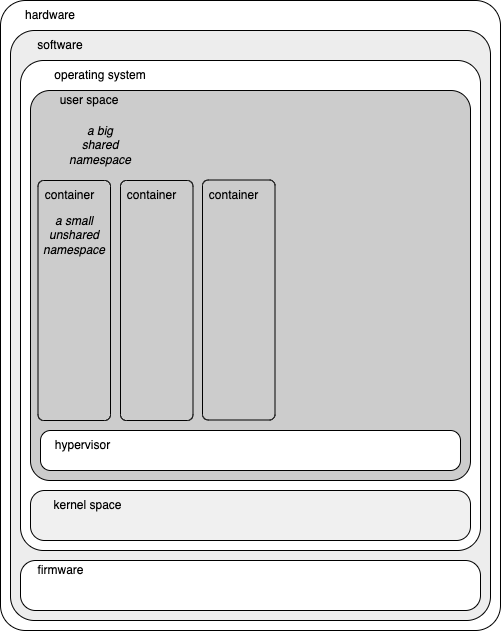 hardware
software
operating system
user space
a big
shared
namespace
container
container
container
a small
unshared
namespace
hypervisor
kernel space
firmware